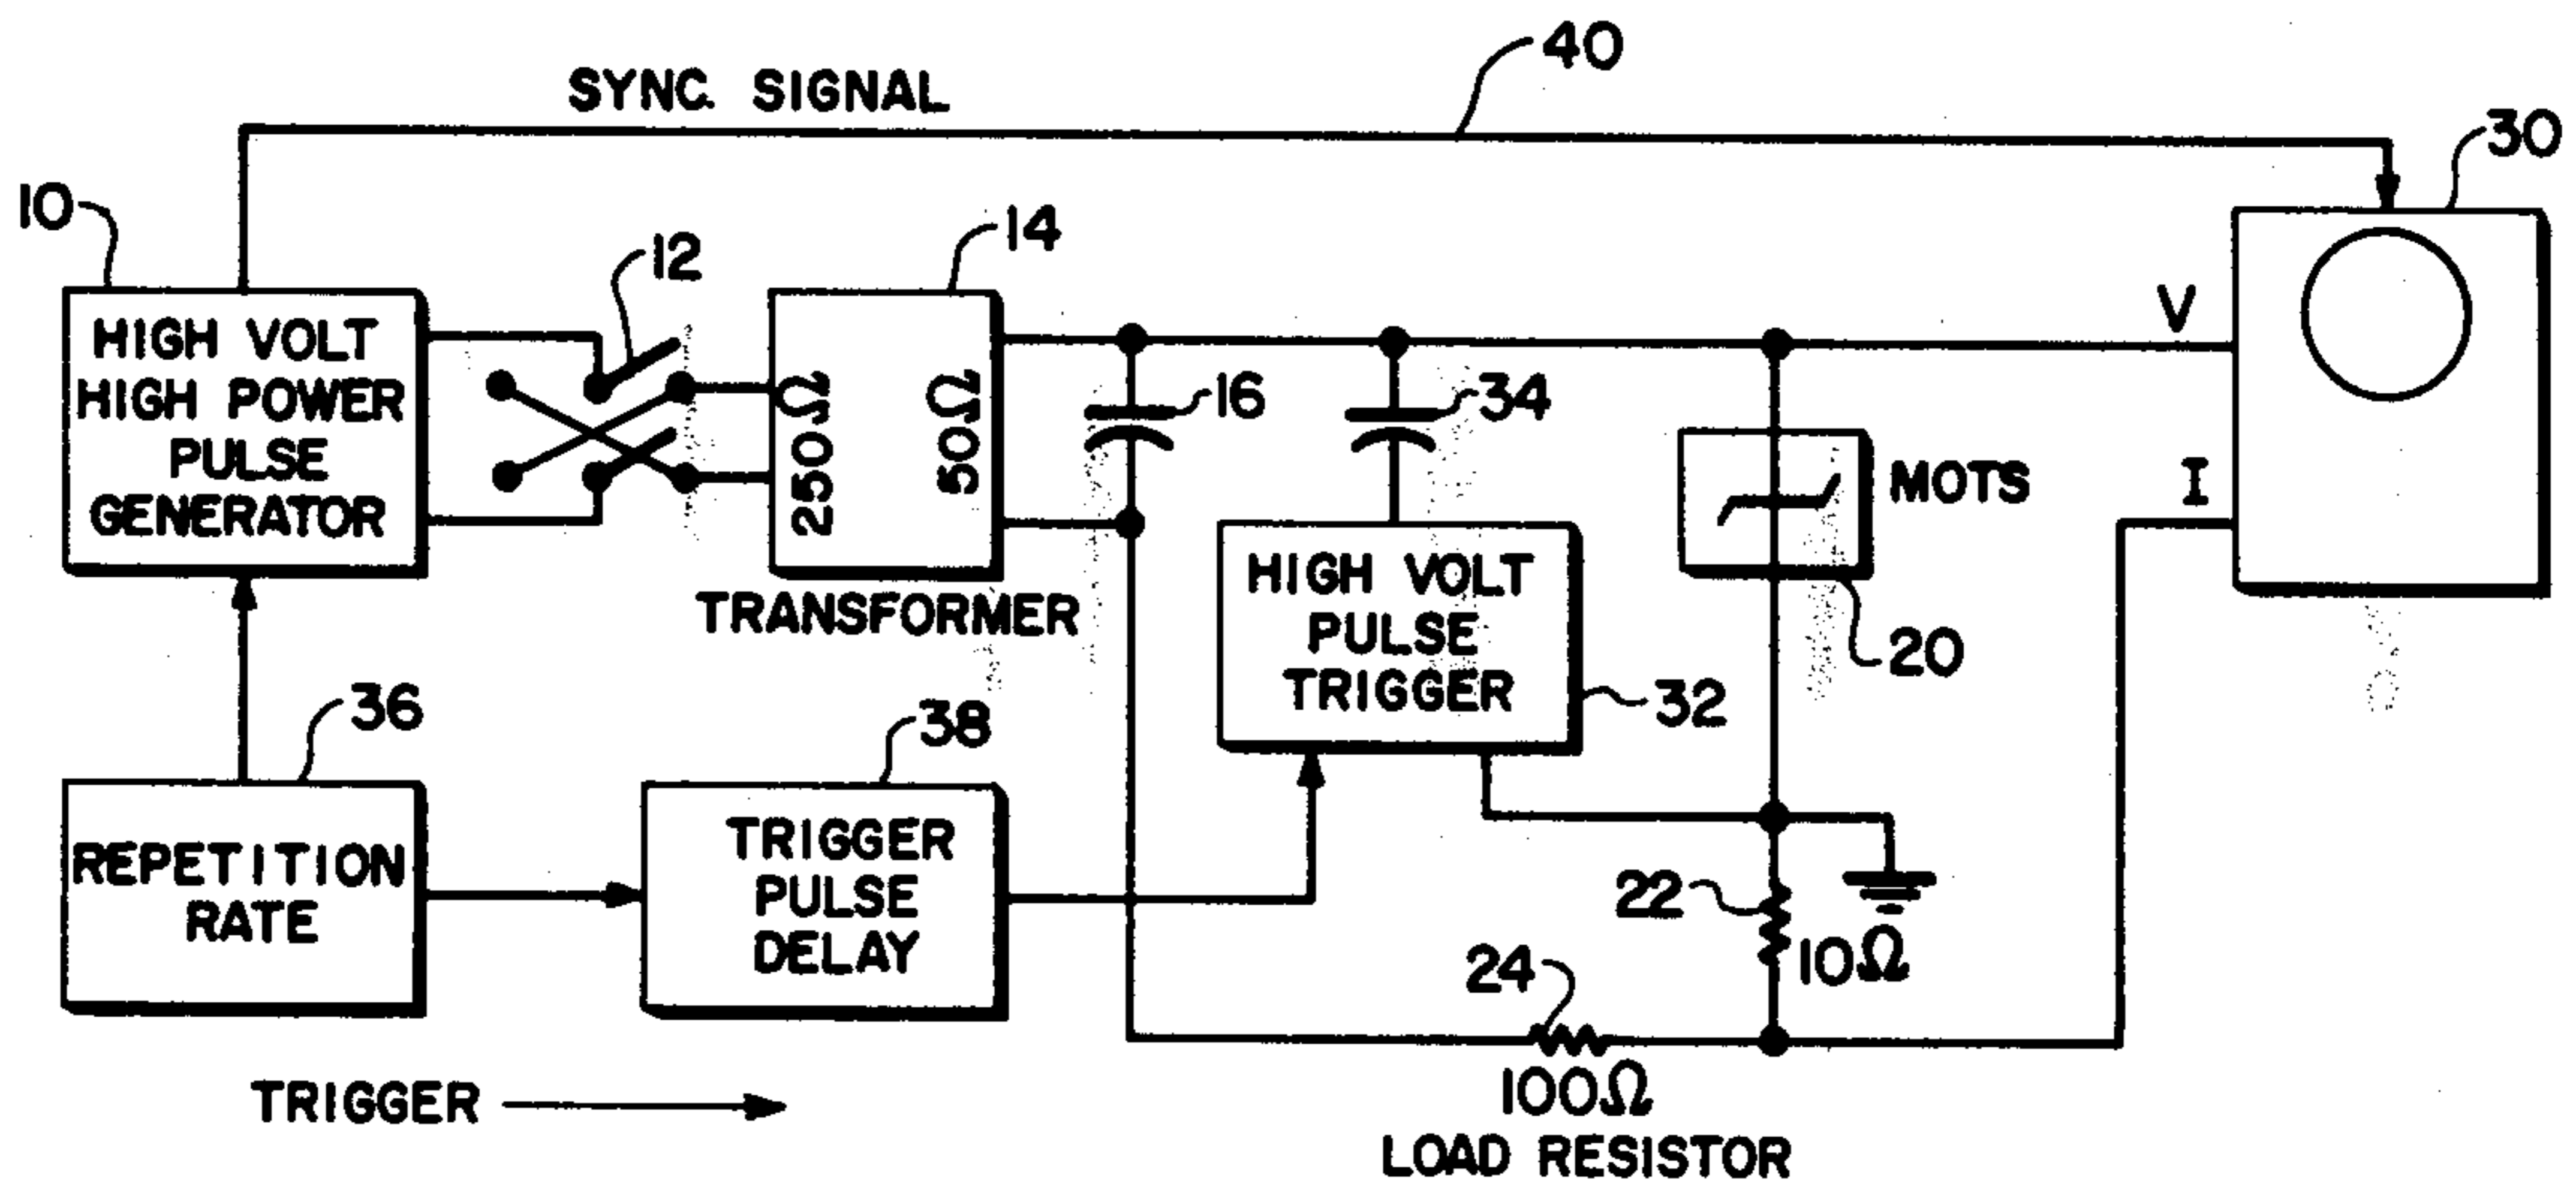 40
SYNC. SIGNAL
30
10
12
14
HIGH VOLT
HIGH POWER
PULSE
GENERATOR
250Ω
50Ω
TRANSFORMER
16
34
V
I
MOTS
20
HIGH VOLT
PULSE
TRIGGER
32
36
38
REPETITION
RATE
TRIGGER
PULSE
DELAY
22
10Ω
24
100Ω
LOAD RESISTOR
TRIGGER